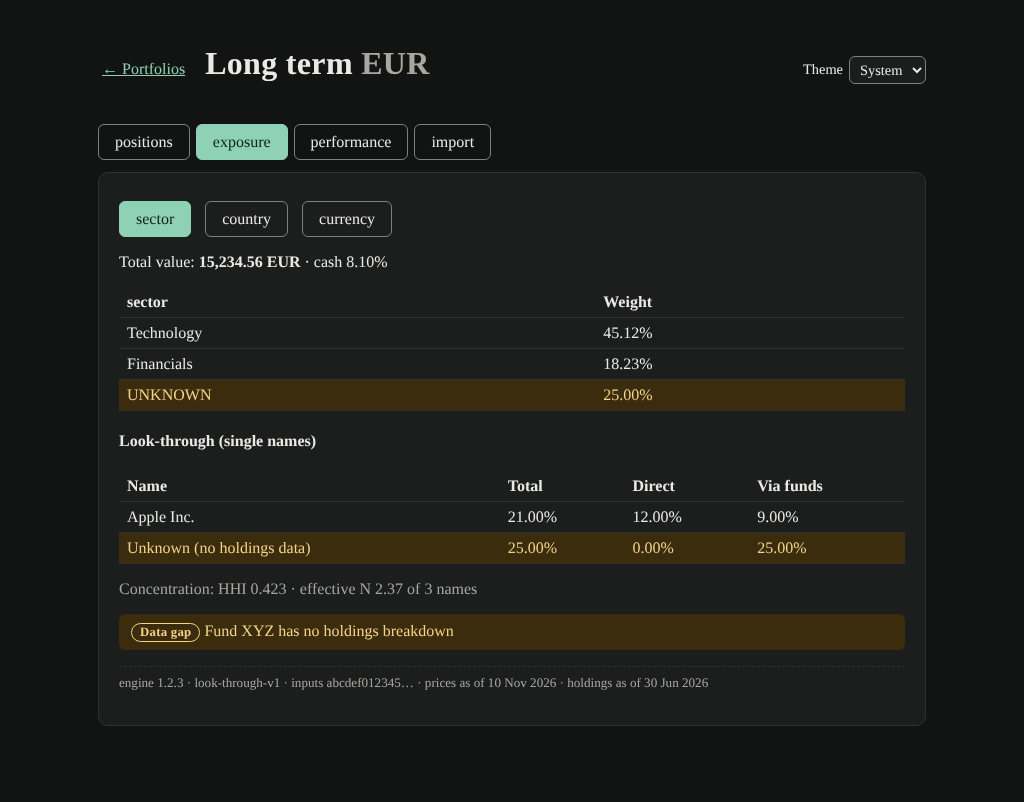 ← Portfolios Long term EUR Theme System
positions exposure performance import
sector country currency
Total value: 15,234.56 EUR · cash 8.10%
sector Weight
Technology 45.12%
Financials 18.23%
UNKNOWN 25.00%
Look-through (single names)
Name Total Direct Via funds
Apple Inc. 21.00% 12.00% 9.00%
Unknown (no holdings data) 25.00% 0.00% 25.00%
Concentration: HHI 0.423 · effective N 2.37 of 3 names
Data gap Fund XYZ has no holdings breakdown
engine 1.2.3 · look-through-v1 · inputs abcdef012345… · prices as of 10 Nov 2026 · holdings as of 30 Jun 2026